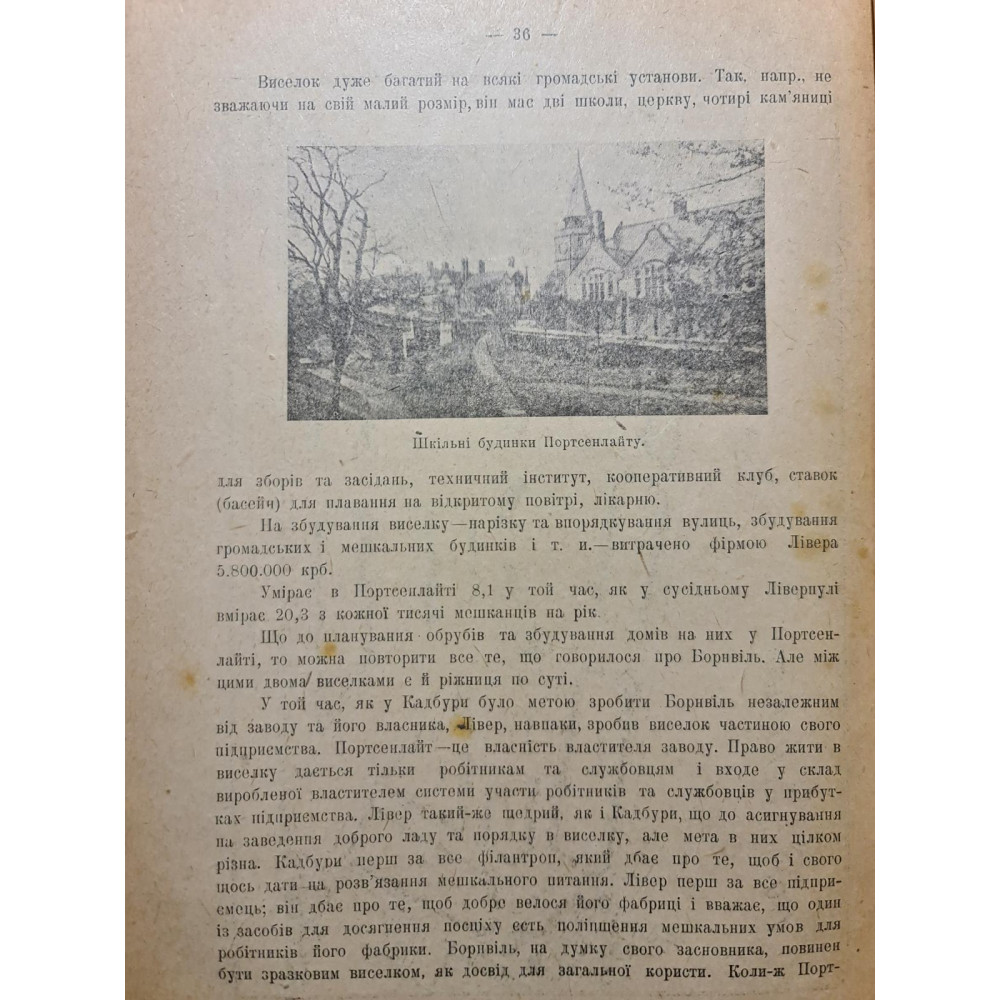 — 36 —
Виселок дуже багатий на всякі громадські установи. Так, напр., не
зважаючи на свій малий розмір, він має дві школи, церкву, чотирі кам’яниці
Шкільні будинки Портсенлайту.
для зборів та засідань, техничний інститут, кооперативний клуб, ставок
(басейн) для плавання на відкритому повітрі, лікарню.
На збудування виселку—нарізку та впорядкування вулиць, збудування
громадських і мешкальних будинків і т. и.—витрачено фірмою Лівера
5.800.000 крб.
Умірає в Портсенлайті 8,1 у той час, як у сусідньому Ліверпулі
вмірає 20,3 з кожної тисячі мешканців на рік.
Що до планування обрубів та збудування домів на них у Портсен-
лайті, то можна повторити все те, що говорилося про Борнвіль. Але між
цими двома виселками є й ріжниця по суті.
У той час, як у Кадбури було метою зробити Борнвіль незалежним
від заводу та його власника, Лівер, навпаки, зробив виселок частиною свого
підприємства. Портсенлайт—це власність властителя заводу. Право жити в
виселку дається тільки робітникам та службовцям і входе у склад
виробленої властителем системи участи робітників та службовців у прибут-
ках підприємства. Лівер такий-же щедрий, як і Кадбури, що до асигнування
на заведення доброго ладу та порядку в виселку, але мета в них цілком
різна. Кадбури перш за все філантроп, який дбає про те, щоб і свого
щось дати на розв’язання мешкального питання. Лівер перш за все підпри-
ємець; він дбає про те, щоб добре велося його фабриці і вважає, що один
із засобів для досягнення посціху єсть поліпшення мешкальних умов для
робітників його фабрики. Борнвіль, на думку свого засновника, повинен
бути зразковим виселком, як досвід для загальної користи. Коли-ж Порт-